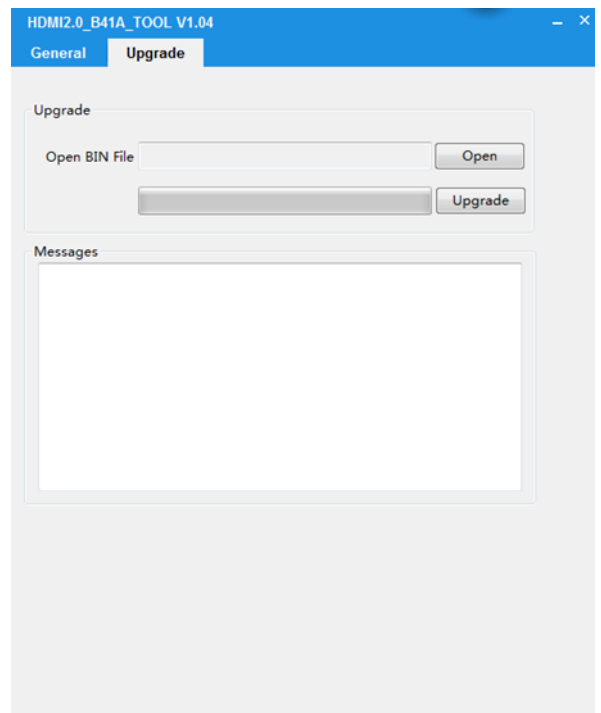 HDMI2.0_B41A_TOOL V1.04
General Upgrade
Upgrade
Open BIN File Open
Upgrade
Messages